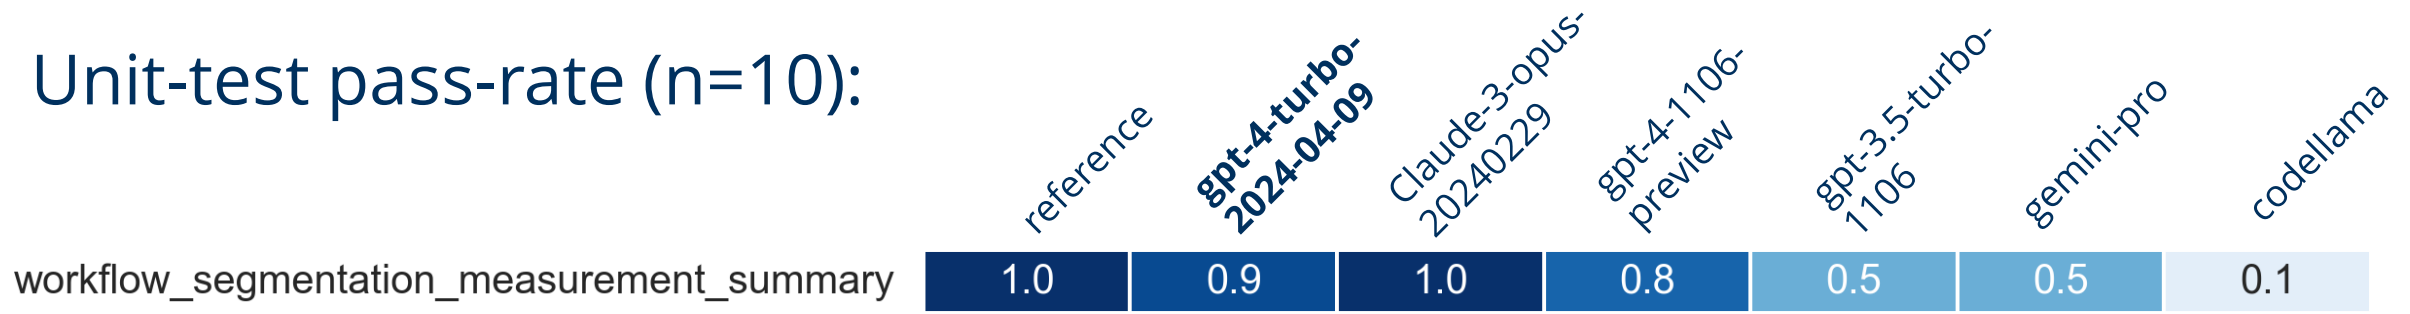 Unit-test pass-rate (n=10):
reference
gpt-4-turbo-
2024-04-09
Claude-3-opus-
20240229
gpt-4-1106-
preview
gpt-3.5-turbo-
1106
gemini-pro
codellama
workflow_segmentation_measurement_summary 1.0 0.9 1.0 0.8 0.5 0.5 0.1